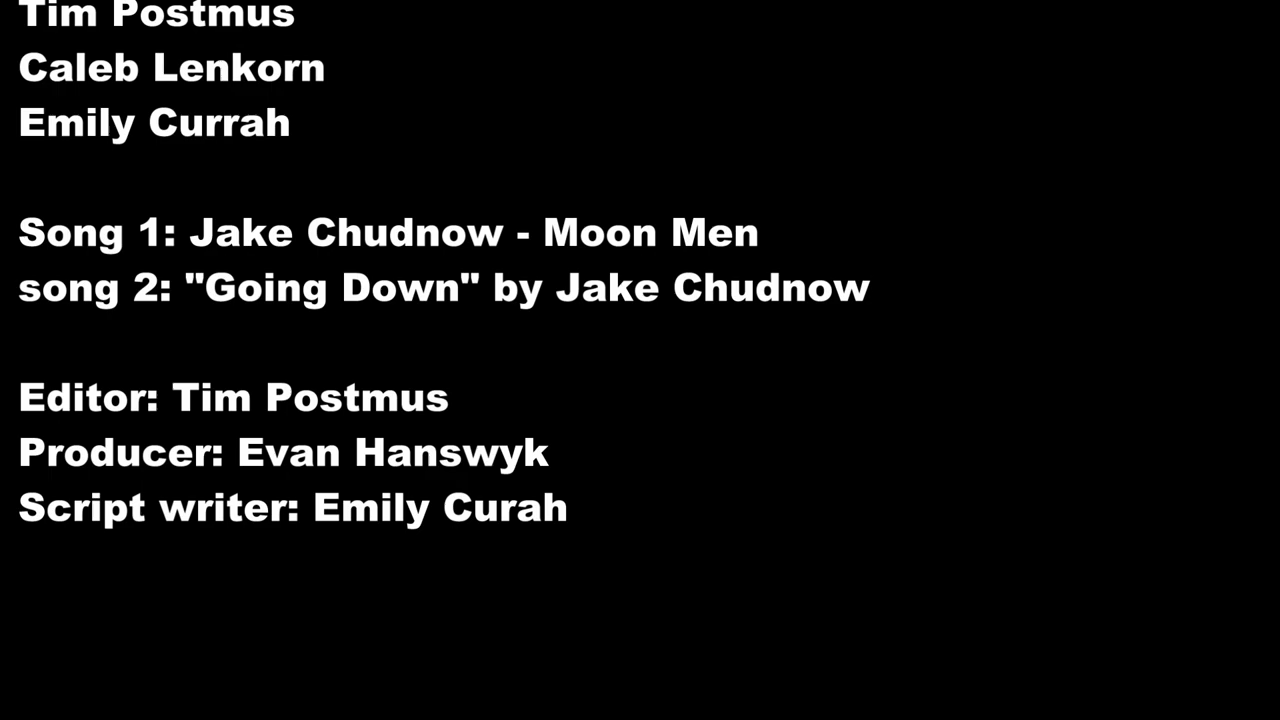 Tim Postmus
Caleb Lenkorn
Emily Currah
Song 1: Jake Chudnow - Moon Men
song 2: "Going Down" by Jake Chudnow
Editor: Tim Postmus
Producer: Evan Hanswyk
Script writer: Emily Curah